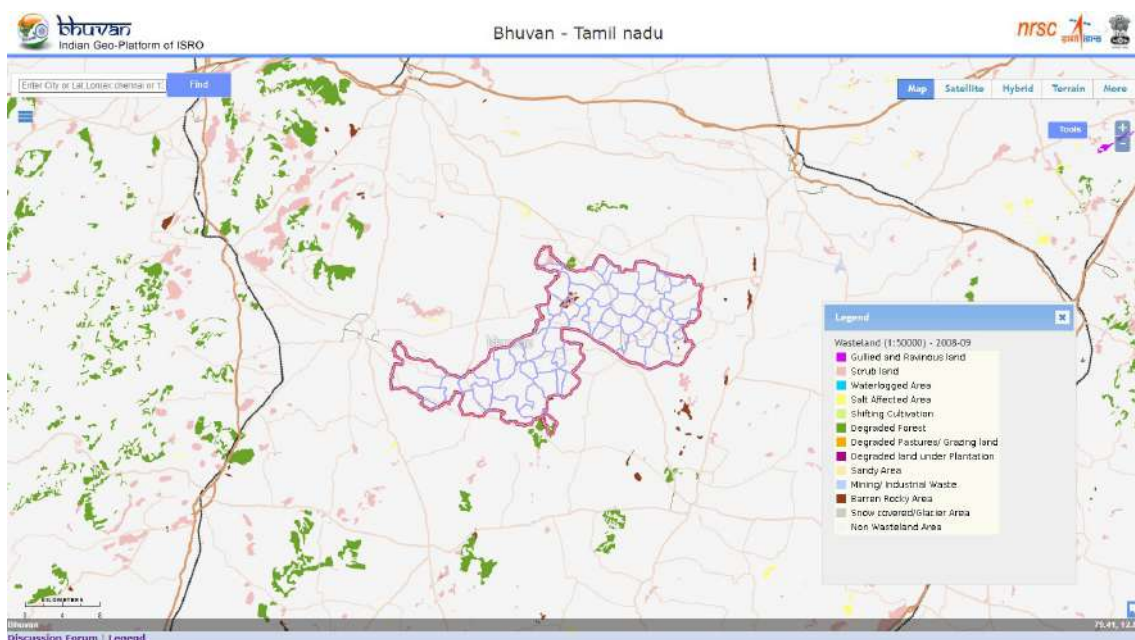 bhuvan
Indian Geo-Platform of ISRO
Bhuvan - Tamil nadu
nrsc
Find
Map Satellite Hybrid Terrain More
Tools
Legend
Wasteland (1:50000) - 2008-09
Gullied and Ravinous land
Scrub land
Waterlogged Area
Salt Affected Area
Shifting Cultivation
Degraded Forest
Degraded Pastures/ Grazing land
Degraded land under Plantation
Sandy Area
Mining/ Industrial Waste
Barren Rocky Area
Snow covered/Glacier Area
Non Wasteland Area
KILOMETERS
Bhuvan
Discussion Forum | Legend